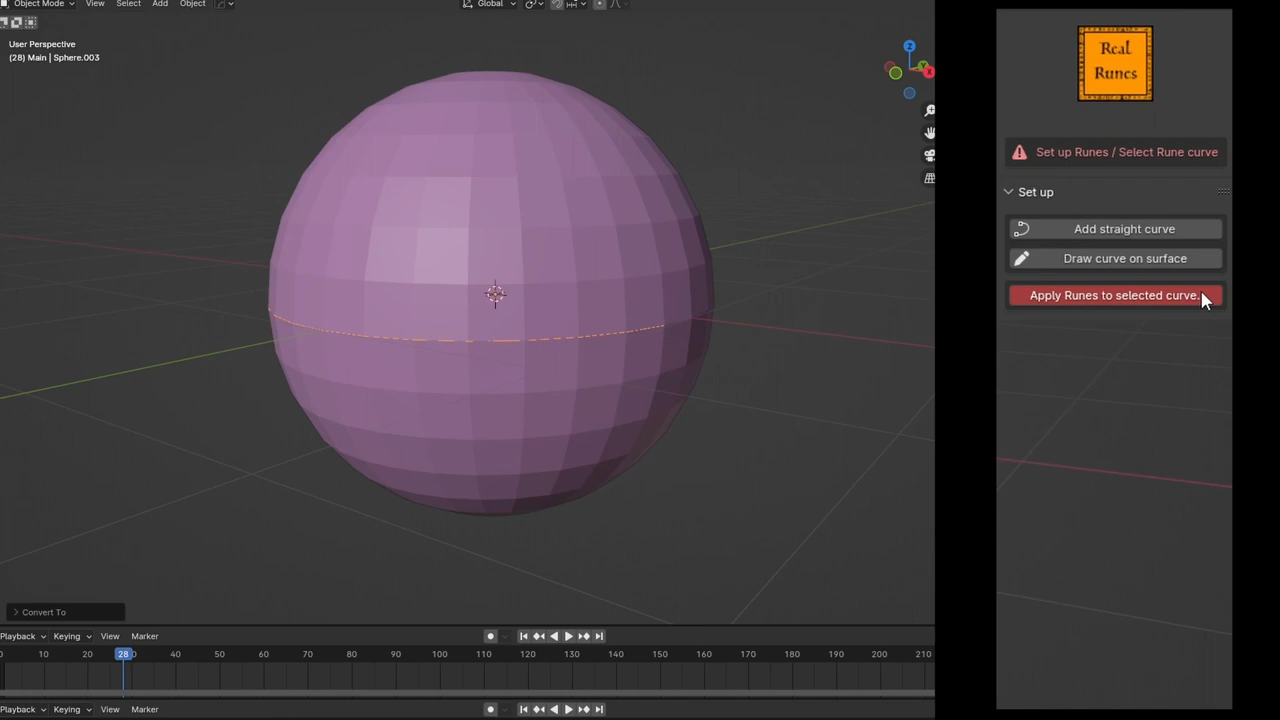 Object Mode View Select Add Object Global
User Perspective
(28) Main | Sphere.003
Z
Y
X
Convert To
Playback Keying View Marker
0 10 20 28 30 40 50 60 70 80 90 100 110 120 130 140 150 160 170 180 190 200 210
Playback Keying View Marker
Real
Runes
Set up Runes / Select Rune curve
Set up
Add straight curve
Draw curve on surface
Apply Runes to selected curve.